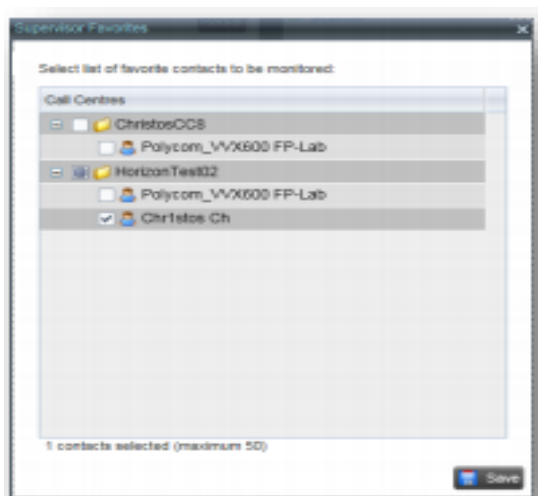 Supervisor Favorites
Select list of favorite contacts to be monitored:
Call Centres
ChristosCCS
Polycom_VVX600 FP-Lab
HorizonTest02
Polycom_VVX600 FP-Lab
Chr1stos Ch
1 contacts selected (maximum 50)
Save